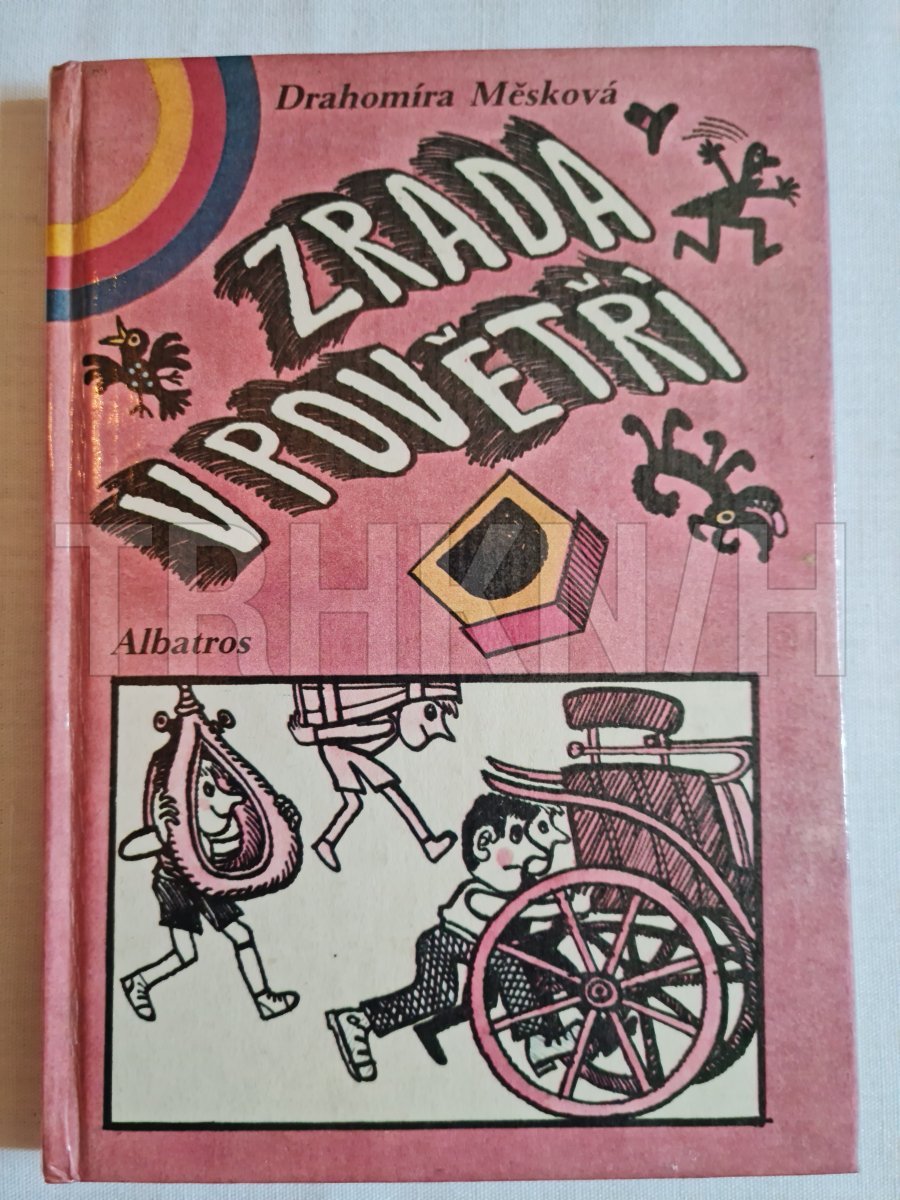 Drahomíra Měsková
ZRADA
V POVĚTŘÍ
TRHKNIH
Albatros